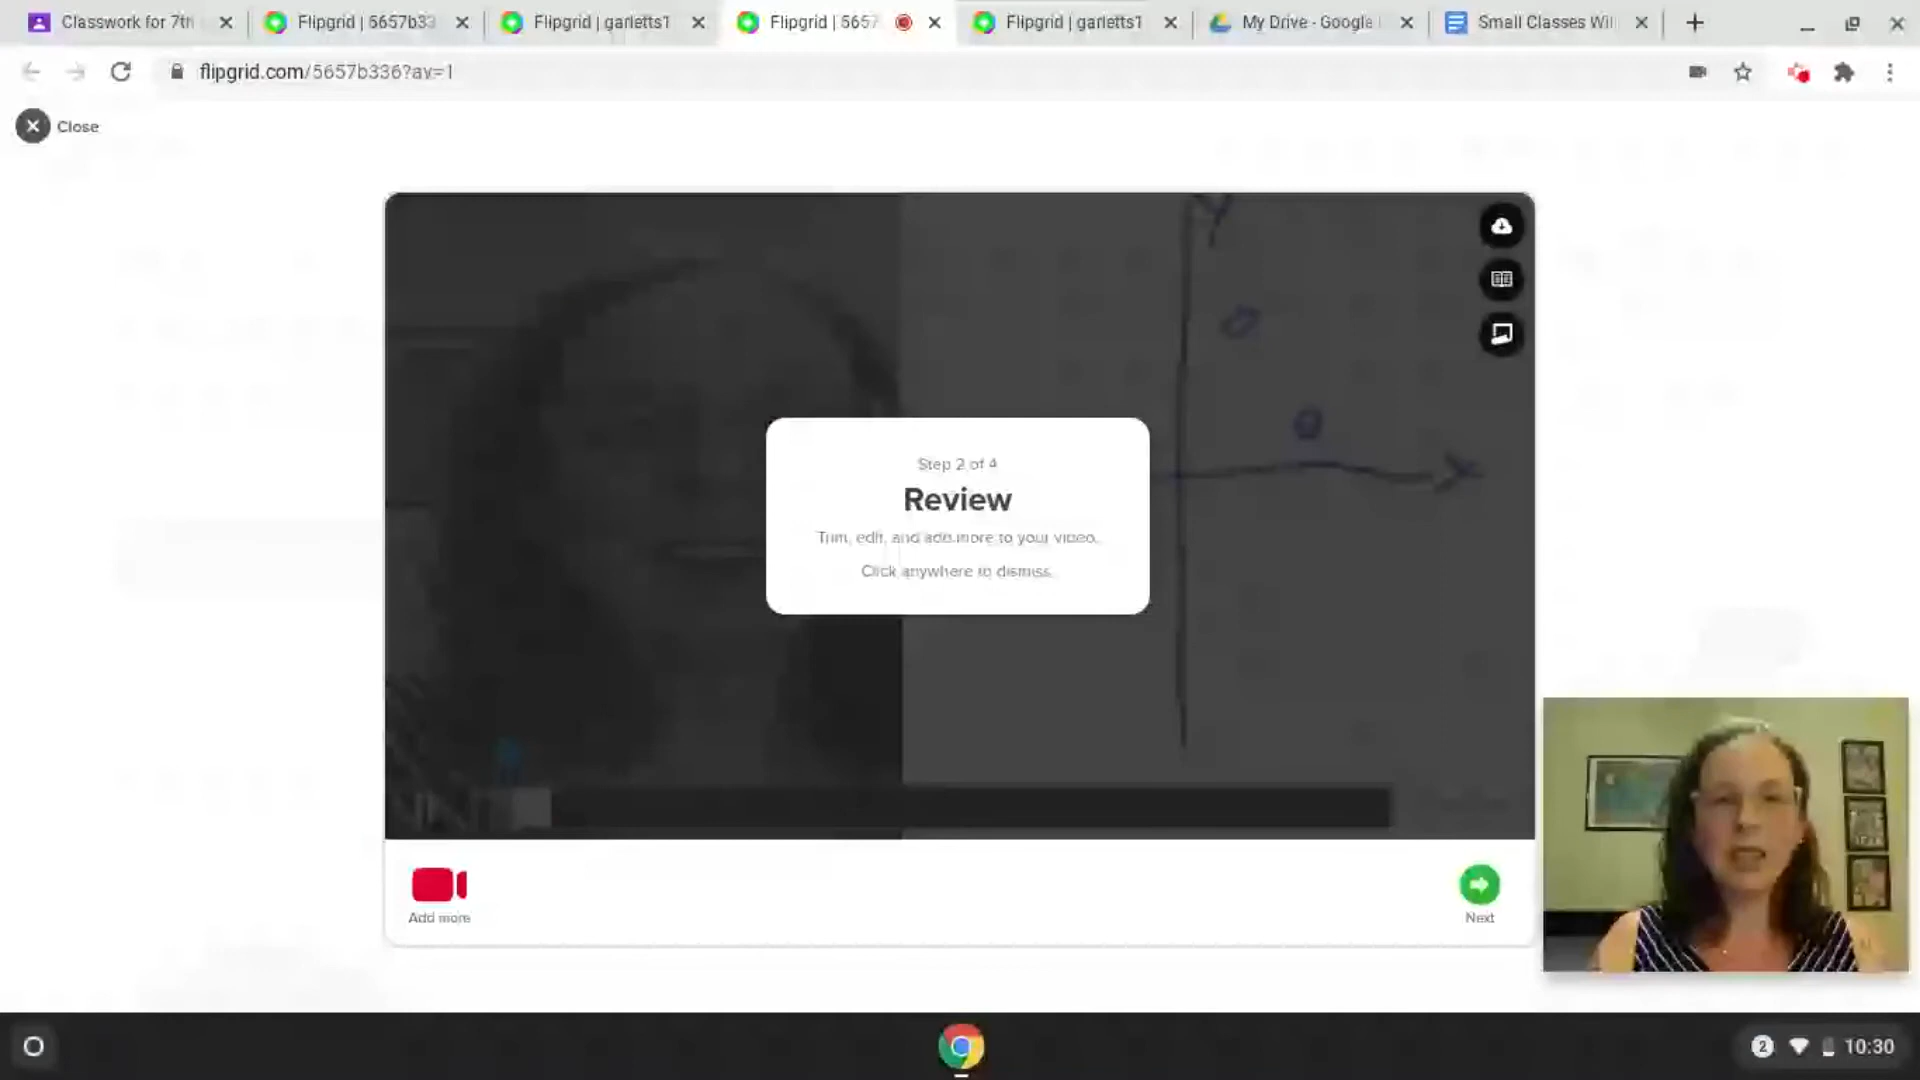 Classwork for 7th
Flipgrid | 5657b33
Flipgrid | garletts1
Flipgrid | 5657
Flipgrid | garletts1
My Drive - Google
Small Classes Wil
flipgrid.com/5657b336?av=1
Close
Y
Step 2 of 4
Review
Trim, edit, and add more to your video.
Click anywhere to dismiss.
Add more
Next
2
10:30